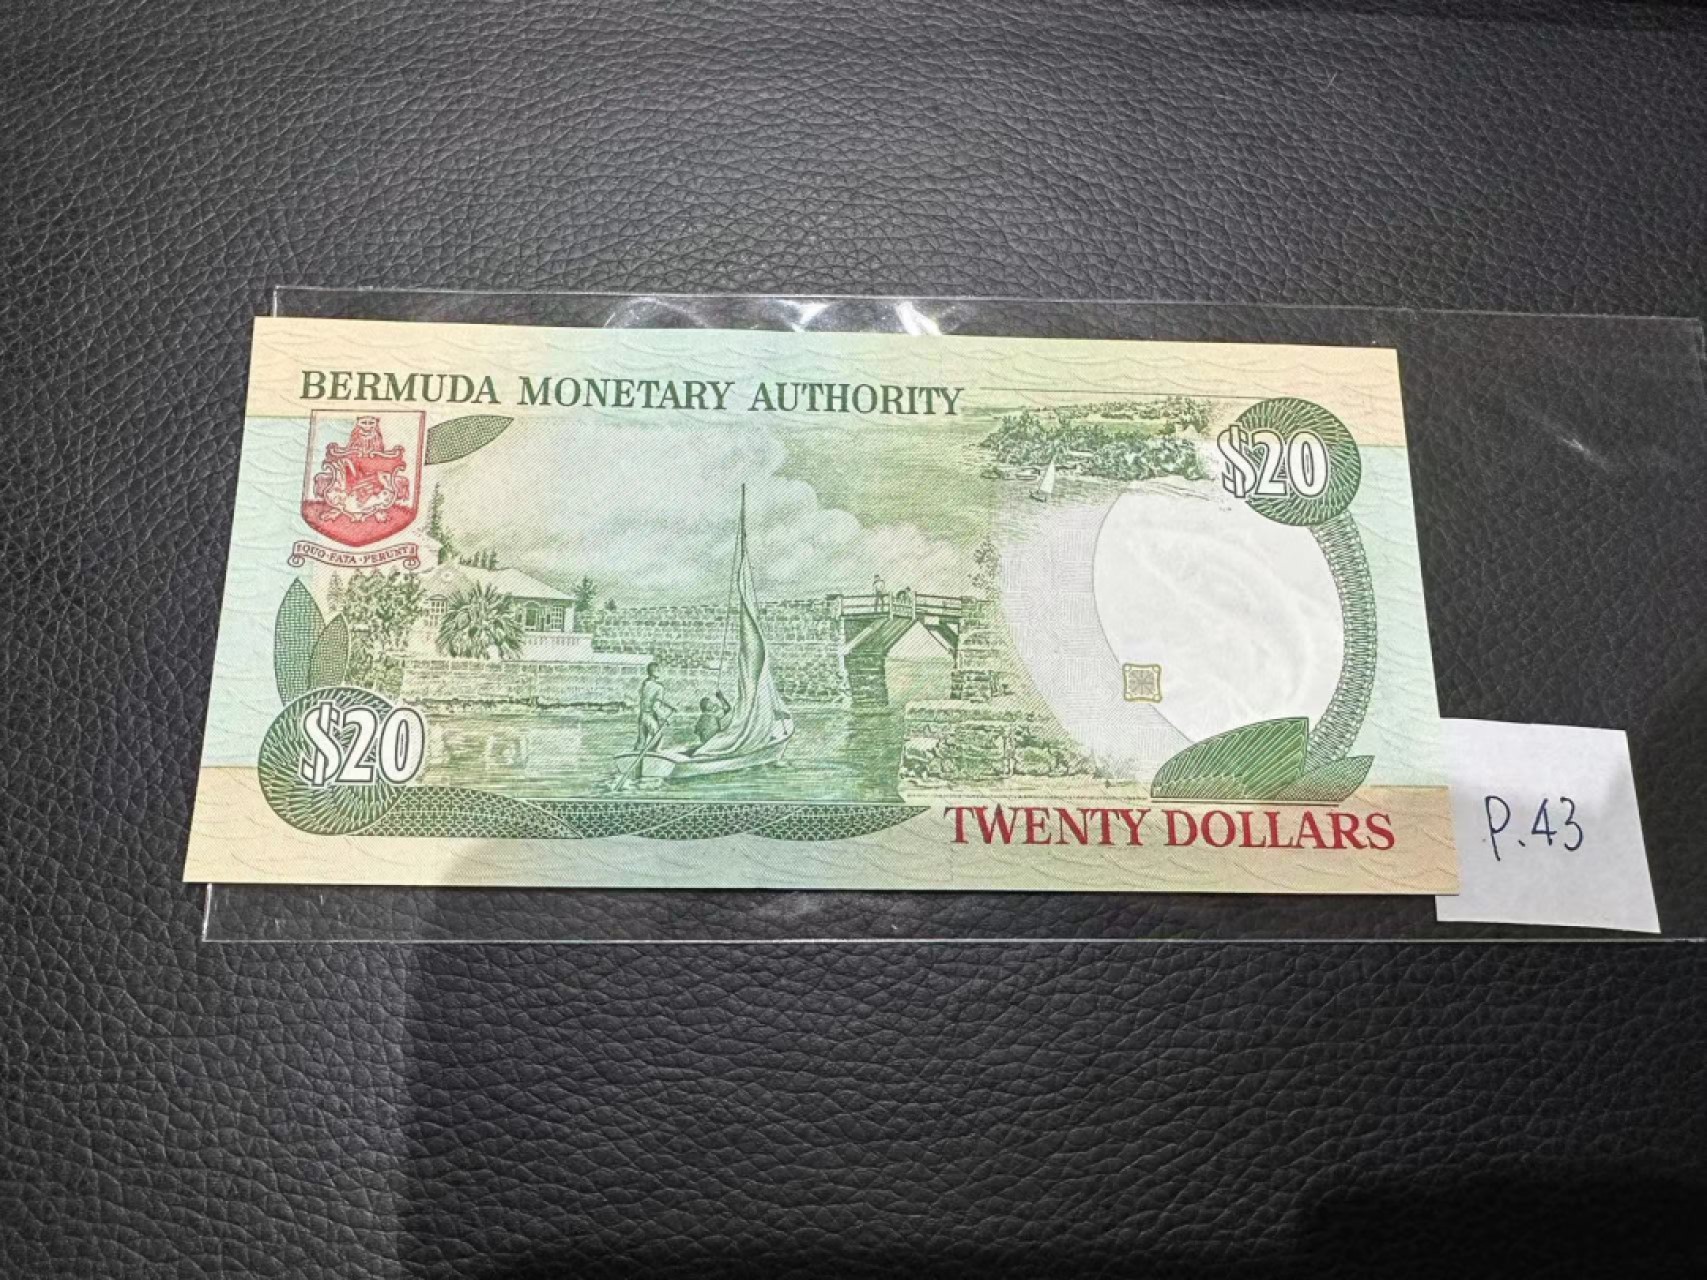 BERMUDA MONETARY AUTHORITY
$20
QUO·FATA·FERUNT
$20
TWENTY DOLLARS
P.43